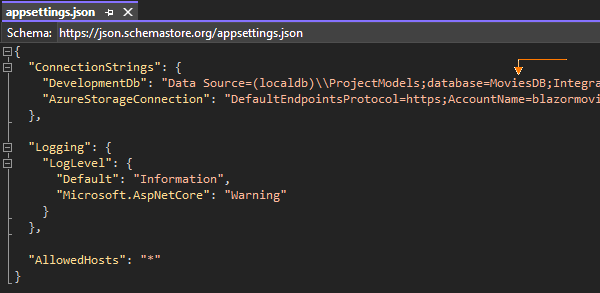 appsettings.json
Schema: https://json.schemastore.org/appsettings.json
{
"ConnectionStrings": {
"DevelopmentDb": "Data Source=(localdb)\\ProjectModels;database=MoviesDB;Integra
"AzureStorageConnection": "DefaultEndpointsProtocol=https;AccountName=blazormovi
},
"Logging": {
"LogLevel": {
"Default": "Information",
"Microsoft.AspNetCore": "Warning"
}
},
"AllowedHosts": "*"
}